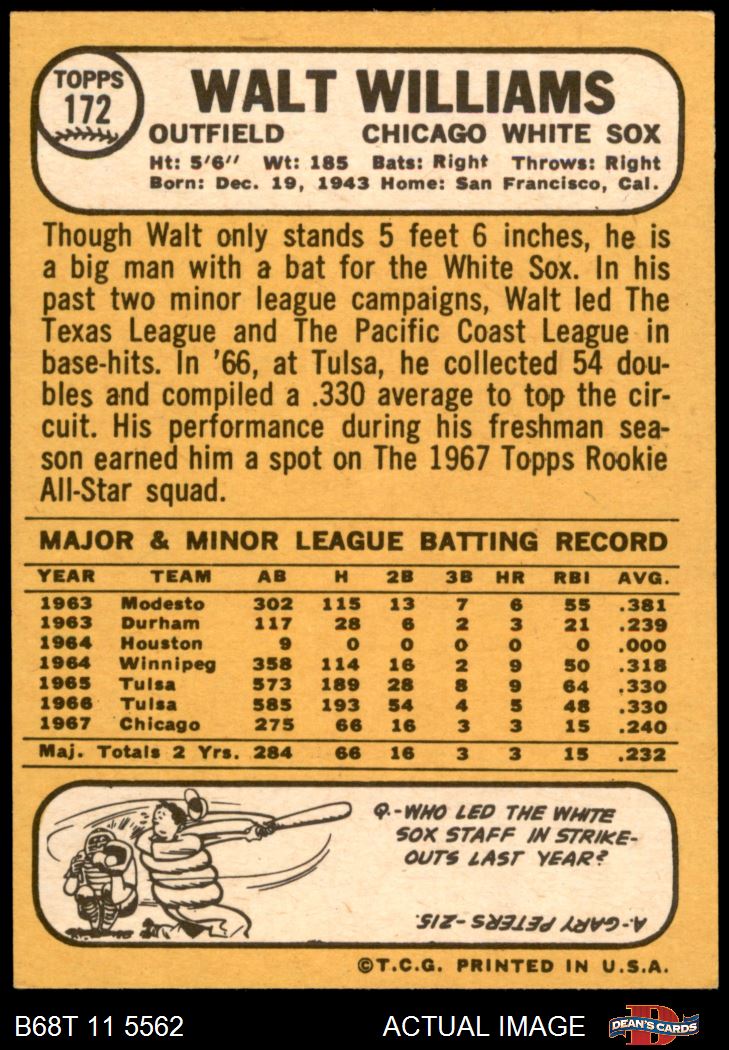 TOPPS
172
WALT WILLIAMS
OUTFIELD CHICAGO WHITE SOX
Ht: 5'6" Wt: 185 Bats: Right Throws: Right
Born: Dec. 19, 1943 Home: San Francisco, Cal.
Though Walt only stands 5 feet 6 inches, he is
a big man with a bat for the White Sox. In his
past two minor league campaigns, Walt led The
Texas League and The Pacific Coast League in
base-hits. In '66, at Tulsa, he collected 54 dou-
bles and compiled a .330 average to top the cir-
cuit. His performance during his freshman sea-
son earned him a spot on The 1967 Topps Rookie
All-Star squad.
MAJOR & MINOR LEAGUE BATTING RECORD
YEAR TEAM AB H 2B 3B HR RBI AVG.
1963 Modesto 302 115 13 7 6 55 .381
1963 Durham 117 28 6 2 3 21 .239
1964 Houston 9 0 0 0 0 0 .000
1964 Winnipeg 358 114 16 2 9 50 .318
1965 Tulsa 573 189 28 8 9 64 .330
1966 Tulsa 585 193 54 4 5 48 .330
1967 Chicago 275 66 16 3 3 15 .240
Maj. Totals 2 Yrs. 284 66 16 3 3 15 .232
Q.-WHO LED THE WHITE
SOX STAFF IN STRIKE-
OUTS LAST YEAR?
A-GARY PETERS-215.
©T.C.G. PRINTED IN U.S.A.
B68T 11 5562 ACTUAL IMAGE
D
DEAN'S CARDS